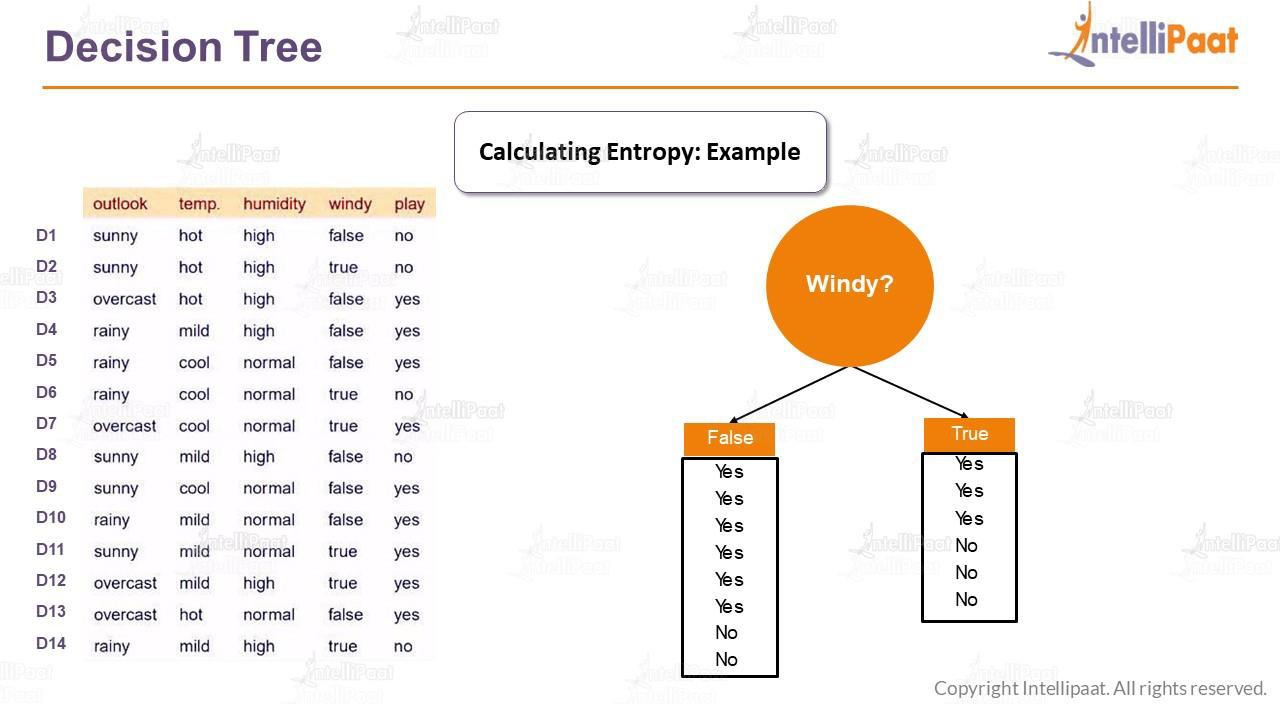 Decision Tree
IntelliPaat
Calculating Entropy: Example
outlook temp. humidity windy play
D1 sunny hot high false no
D2 sunny hot high true no
D3 overcast hot high false yes
D4 rainy mild high false yes
D5 rainy cool normal false yes
D6 rainy cool normal true no
D7 overcast cool normal true yes
D8 sunny mild high false no
D9 sunny cool normal false yes
D10 rainy mild normal false yes
D11 sunny mild normal true yes
D12 overcast mild high true yes
D13 overcast hot normal false yes
D14 rainy mild high true no
Windy?
False
Yes
Yes
Yes
Yes
Yes
Yes
No
No
True
Yes
Yes
Yes
No
No
No
Copyright Intellipaat. All rights reserved.